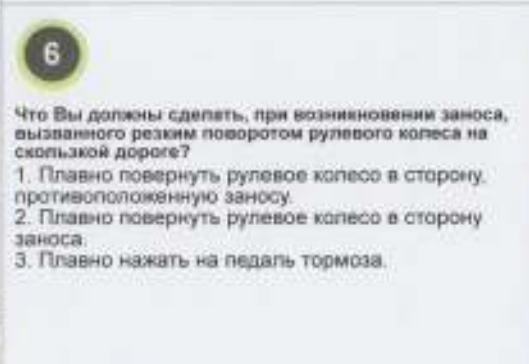 6
Что Вы должны сделать, при возникновении заноса,
вызванного резким поворотом рулевого колеса на
скользкой дороге?
1. Плавно повернуть рулевое колесо в сторону,
противоположенную заносу.
2. Плавно повернуть рулевое колесо в сторону
заноса.
3. Плавно нажать на педаль тормоза.